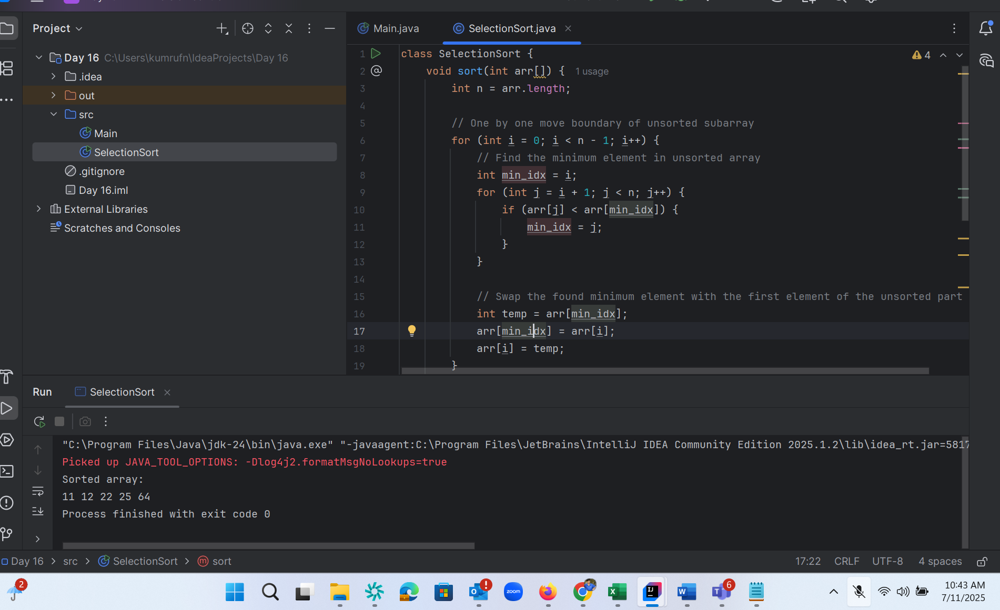 Project
Main.java
SelectionSort.java
Day 16 C:\Users\kumrufn\IdeaProjects\Day 16
.idea
out
src
Main
SelectionSort
.gitignore
Day 16.iml
External Libraries
Scratches and Consoles
4
1 class SelectionSort {
2 void sort(int arr[]) { 1 usage
3 int n = arr.length;
4
5 // One by one move boundary of unsorted subarray
6 for (int i = 0; i < n - 1; i++) {
7 // Find the minimum element in unsorted array
8 int min_idx = i;
9 for (int j = i + 1; j < n; j++) {
10 if (arr[j] < arr[min_idx]) {
11 min_idx = j;
12 }
13 }
14
15 // Swap the found minimum element with the first element of the unsorted part
16 int temp = arr[min_idx];
17 arr[min_idx] = arr[i];
18 arr[i] = temp;
19 }
Run SelectionSort
"C:\Program Files\Java\jdk-24\bin\java.exe" "-javaagent:C:\Program Files\JetBrains\IntelliJ IDEA Community Edition 2025.1.2\lib\idea_rt.jar=5817
Picked up JAVA_TOOL_OPTIONS: -Dlog4j2.formatMsgNoLookups=true
Sorted array:
11 12 22 25 64
Process finished with exit code 0
Day 16 src SelectionSort sort
17:22 CRLF UTF-8 4 spaces
2
zoom
6
10:43 AM
7/11/2025